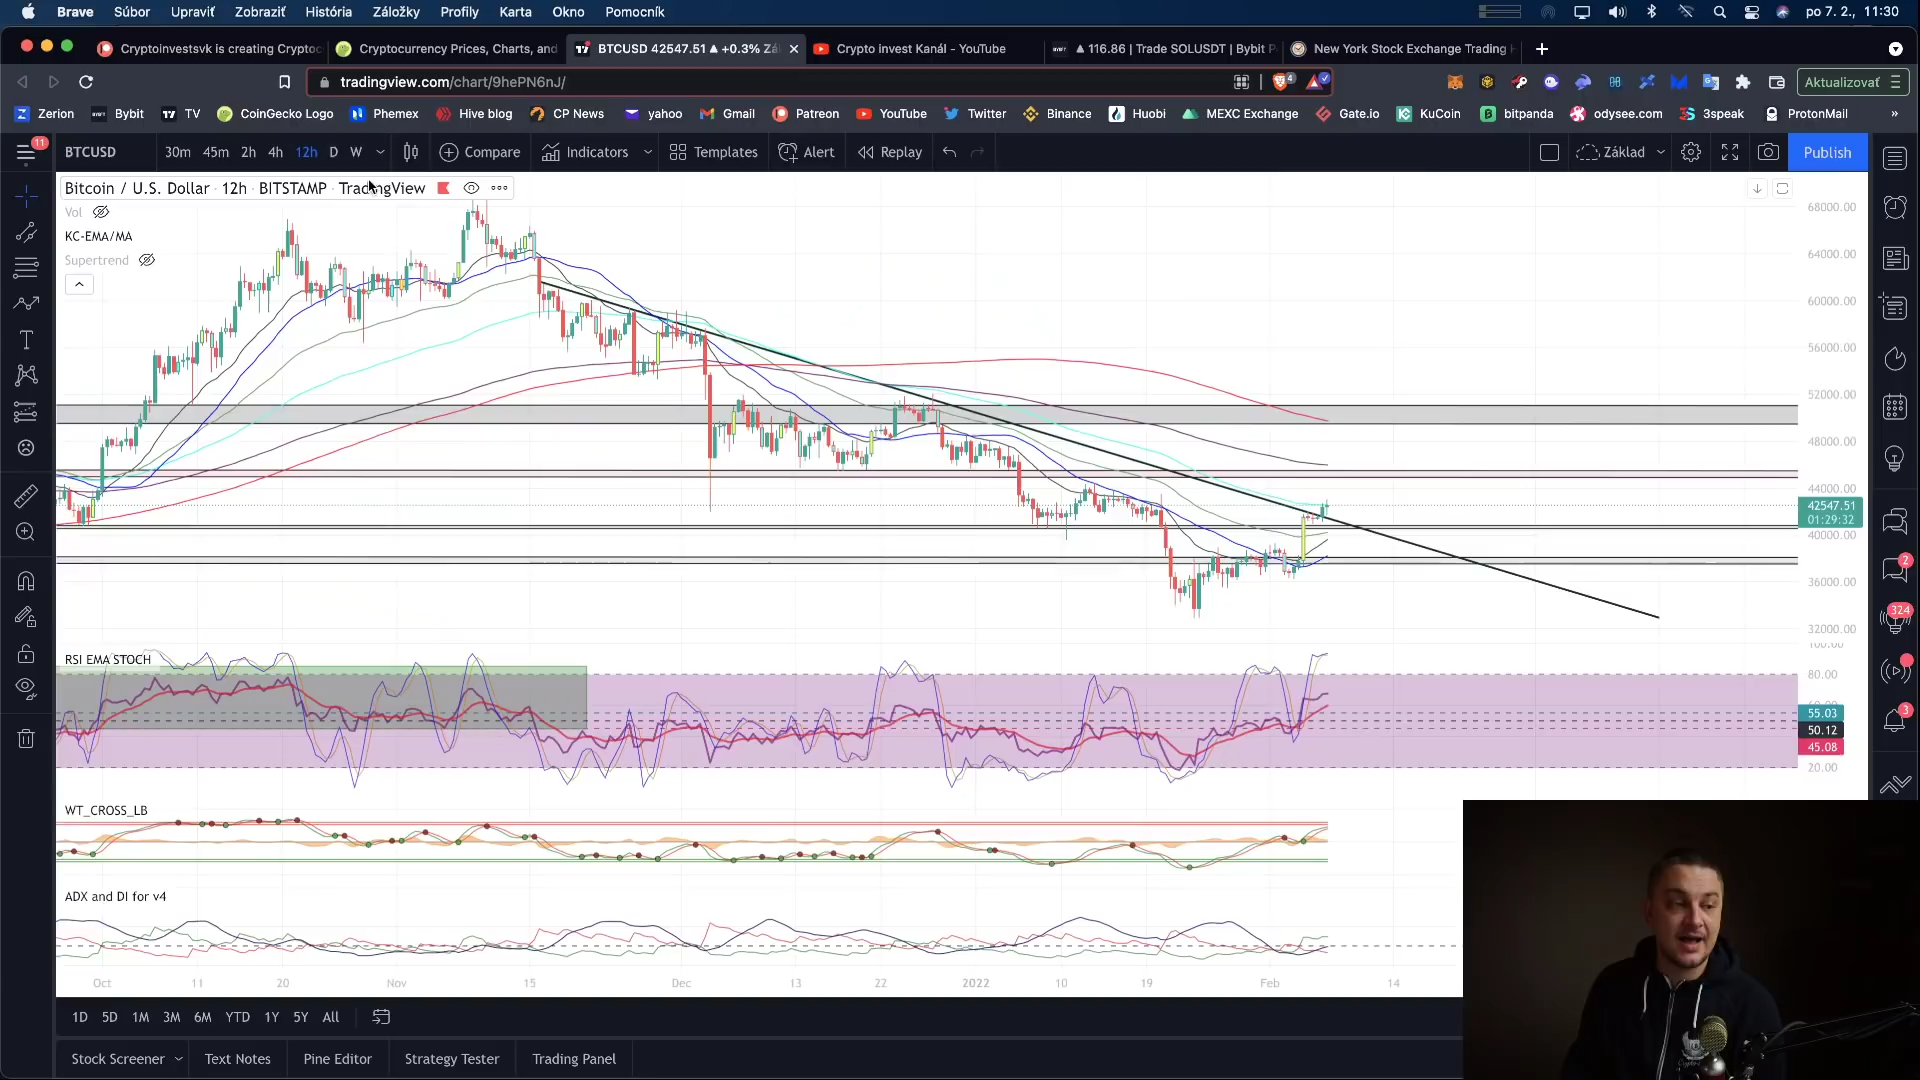 Brave Súbor Upraviť Zobraziť História Záložky Profily Karta Okno Pomocník po 7. 2., 11:30
Cryptoinvestsvk is creating Cryptoc Cryptocurrency Prices, Charts, and BTCUSD 42547.51 ▲ +0.3% Zá Crypto invest Kanál - YouTube ▲ 116.86 | Trade SOLUSDT | Bybit P New York Stock Exchange Trading
tradingview.com/chart/9hePN6nJ/ 4 Aktualizovať
Zerion Bybit TV CoinGecko Logo Phemex Hive blog CP News yahoo Gmail Patreon YouTube Twitter Binance Huobi MEXC Exchange Gate.io KuCoin bitpanda odysee.com 3speak ProtonMail »
11 BTCUSD 30m 45m 2h 4h 12h D W Compare Indicators Templates Alert Replay Základ Publish
Bitcoin / U.S. Dollar · 12h · BITSTAMP · TradingView
Vol
KC-EMA/MA
Supertrend
68000.00
64000.00
60000.00
56000.00
52000.00
48000.00
44000.00
42547.51
01:29:32
40000.00
36000.00
32000.00
2
324
3
RSI EMA STOCH
100.00
80.00
55.03
50.12
45.08
20.00
WT_CROSS_LB
ADX and DI for v4
Oct 11 20 Nov 15 Dec 13 22 2022 10 19 Feb 14
1D 5D 1M 3M 6M YTD 1Y 5Y All
Stock Screener Text Notes Pine Editor Strategy Tester Trading Panel